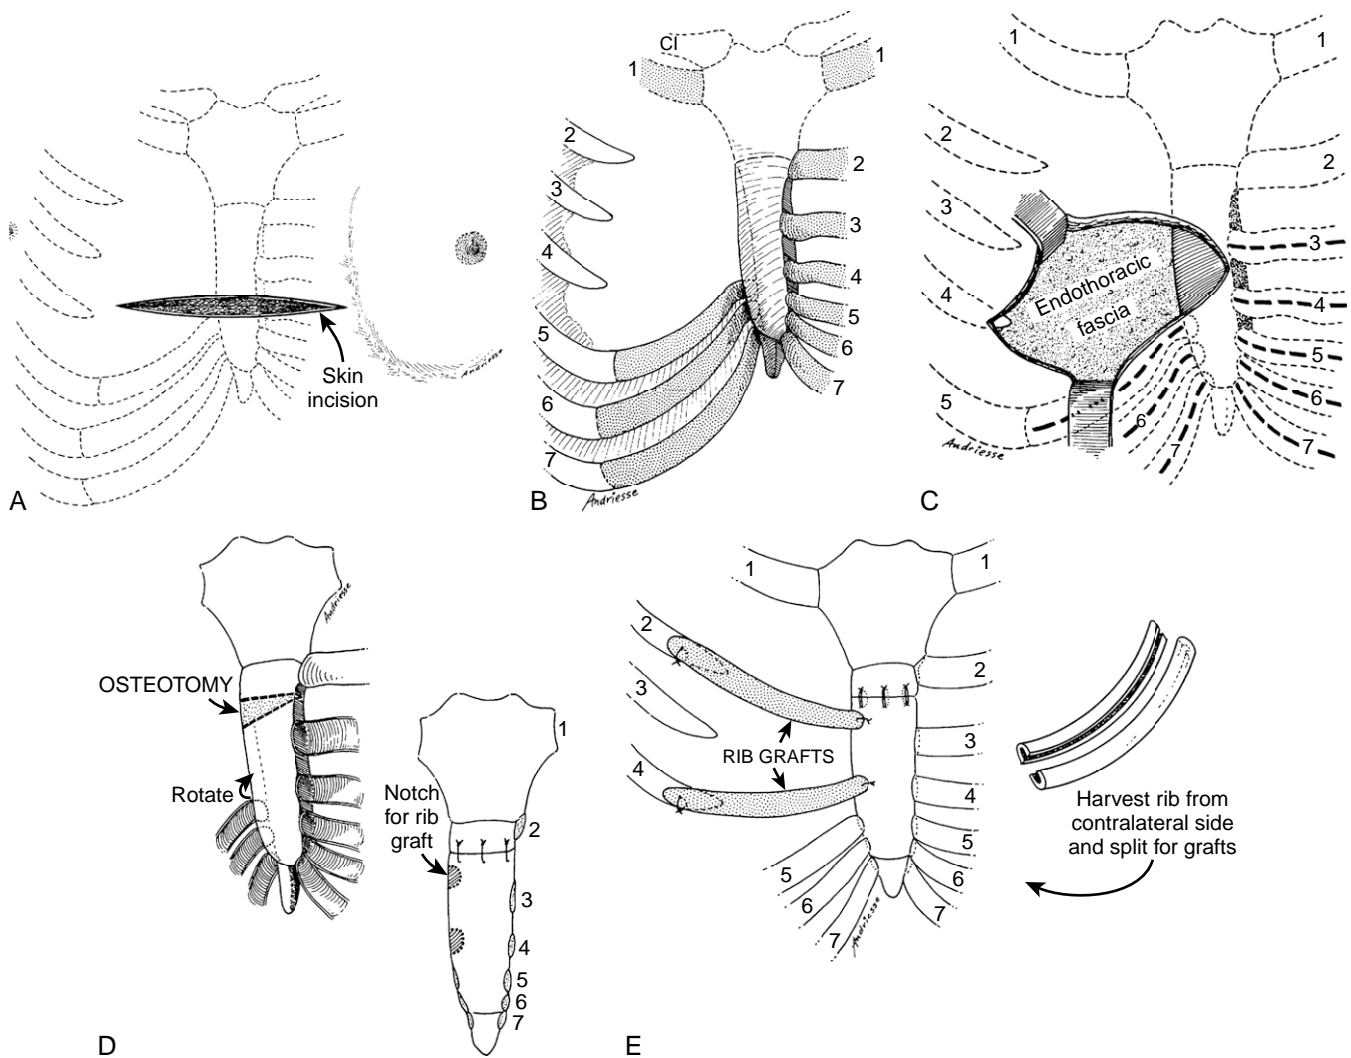 Skin
incision
A
Cl
1
1
2
3
4
5
6
7
2
3
4
5
6
7
Andriesse
B
1
1
2
3
4
5
2
3
4
5
6
7
6
7
Endothoracic
fascia
Andriesse
C
OSTEOTOMY
Rotate
Andriesse
Notch
for rib
graft
1
2
3
4
5
6
7
D
1
1
2
3
4
5
6
7
2
3
4
5
6
7
RIB GRAFTS
Andriesse
Harvest rib from
contralateral side
and split for grafts
E